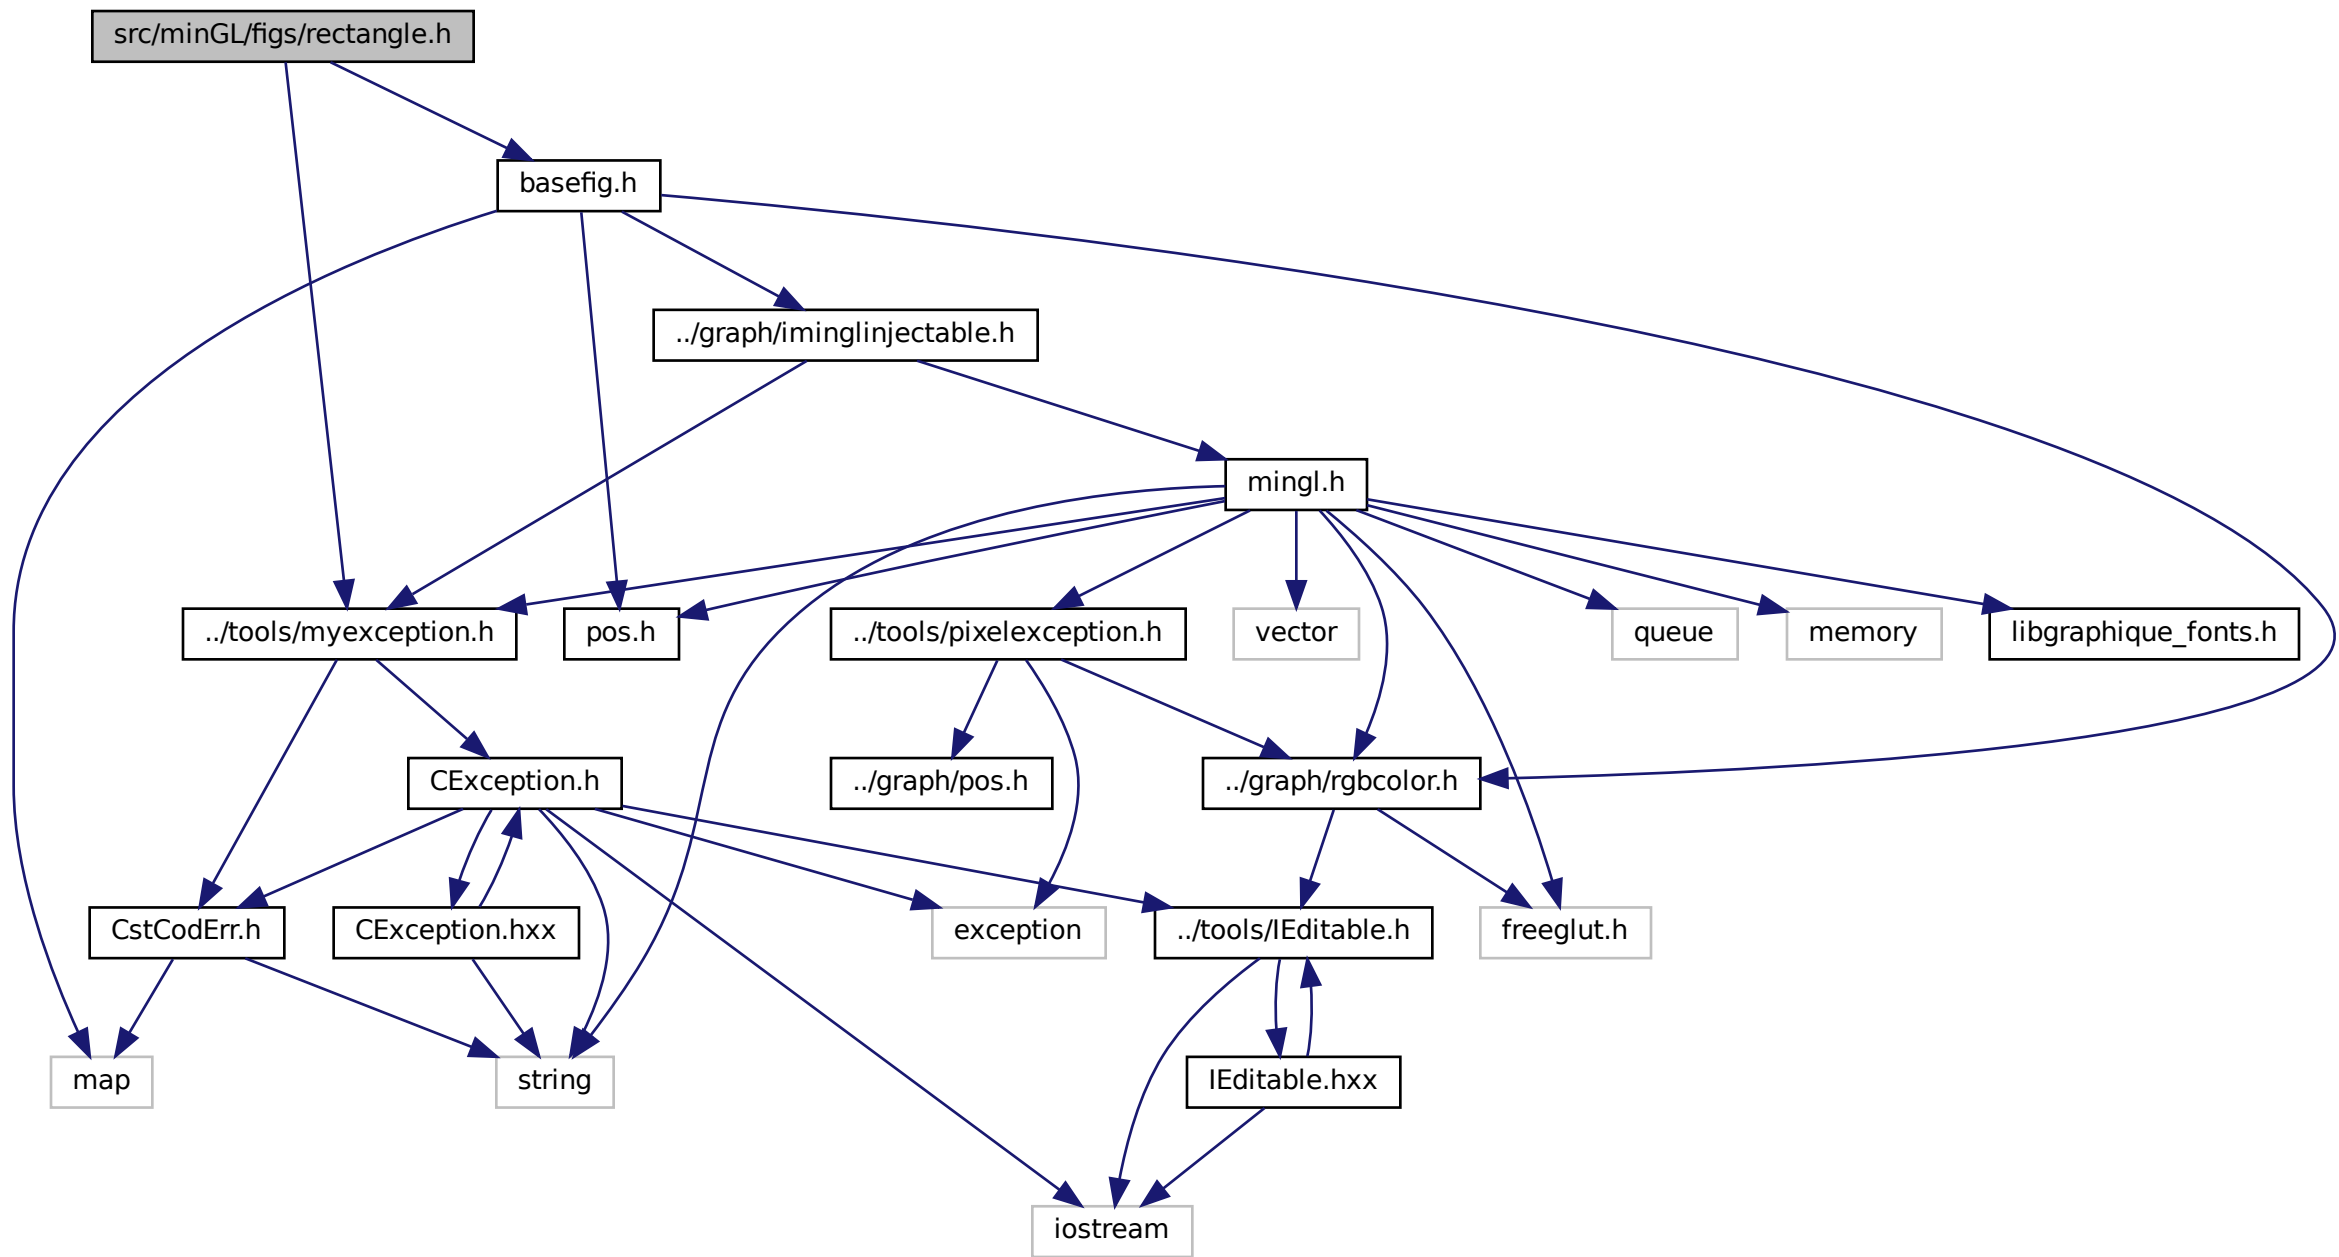 src/minGL/figs/rectangle.h
basefig.h
../graph/iminglinjectable.h
mingl.h
../tools/myexception.h
pos.h
../tools/pixelexception.h
vector
queue
memory
libgraphique_fonts.h
CException.h
../graph/pos.h
../graph/rgbcolor.h
CstCodErr.h
CException.hxx
exception
../tools/IEditable.h
freeglut.h
map
string
IEditable.hxx
iostream